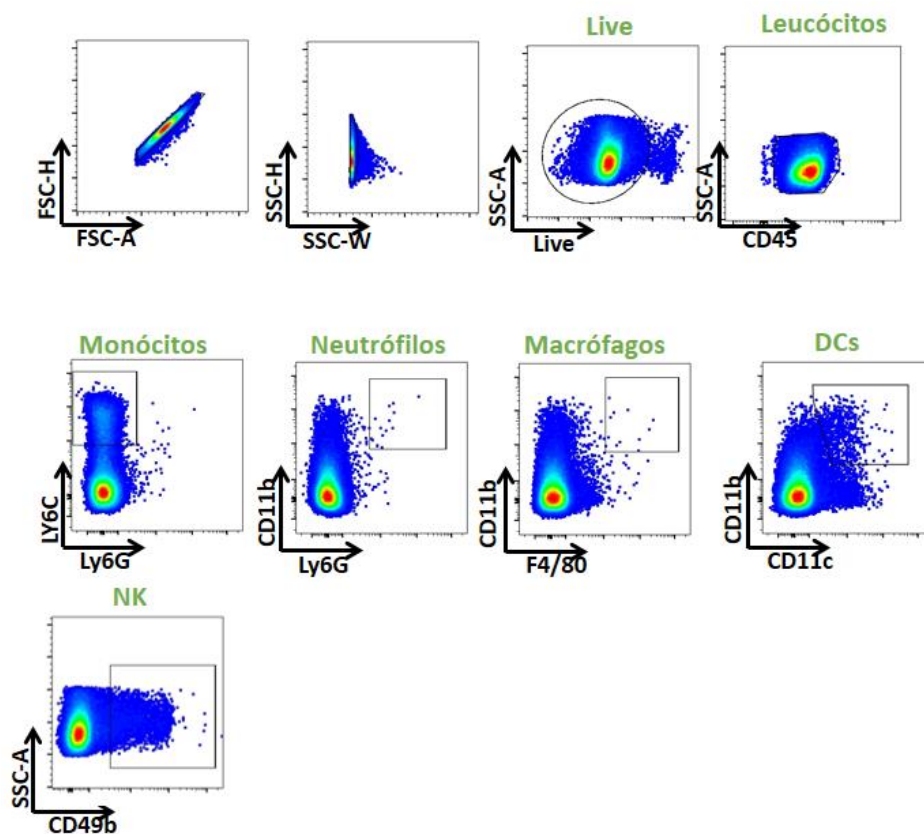 Live
Leucócitos
FSC-H
FSC-A
SSC-H
SSC-W
SSC-A
Live
SSC-A
CD45
Monócitos
Neutrófilos
Macrófagos
DCs
LY6C
Ly6G
CD11b
Ly6G
CD11b
F4/80
CD11b
CD11c
NK
SSC-A
CD49b